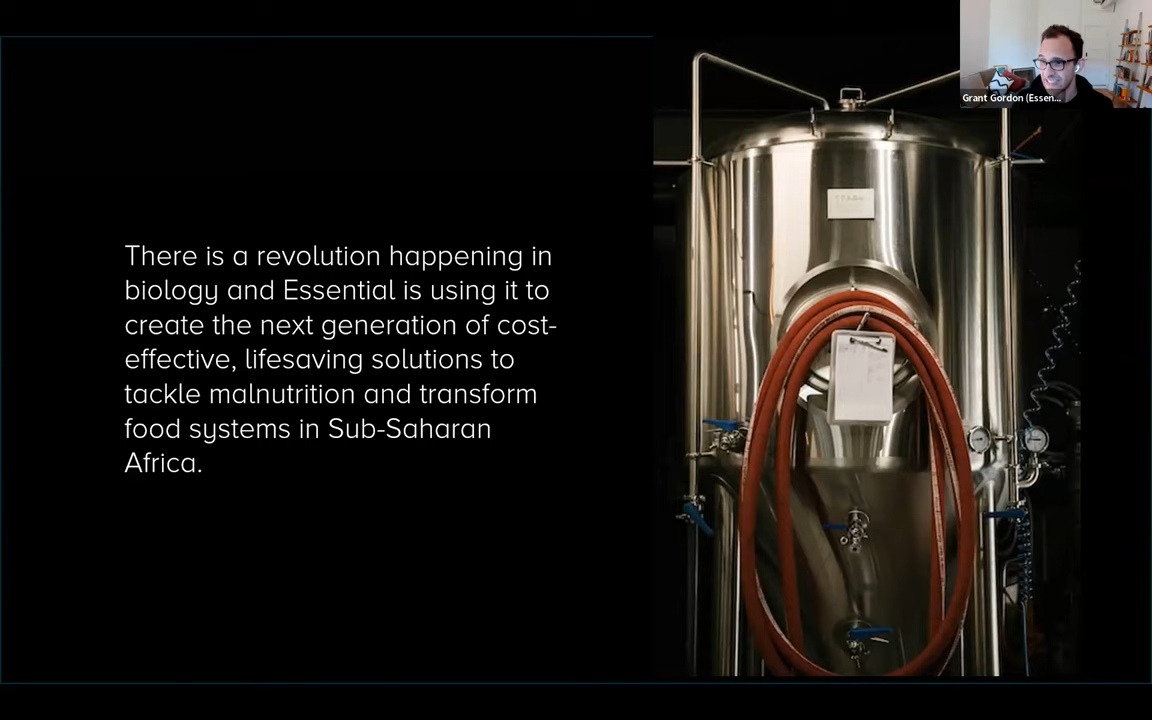 Grant Gordon (Essen...
There is a revolution happening in
biology and Essential is using it to
create the next generation of cost-
effective, lifesaving solutions to
tackle malnutrition and transform
food systems in Sub-Saharan
Africa.